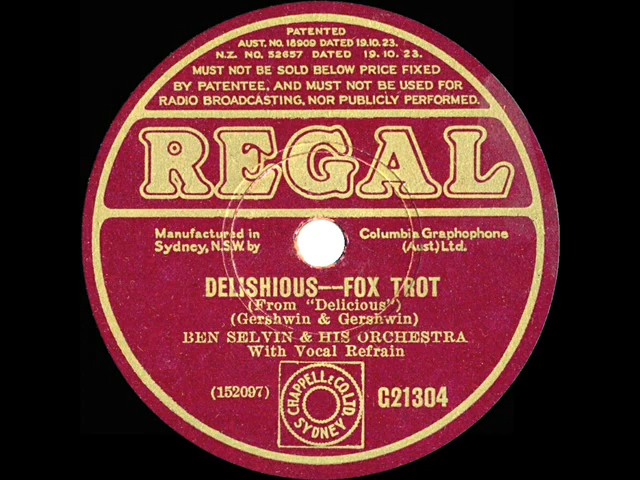 PATENTED
AUST. NO. 18909 DATED 19.10.23.
N.Z. NO. 52657 DATED 19.10.23.
MUST NOT BE SOLD BELOW PRICE FIXED
BY PATENTEE, AND MUST NOT BE USED FOR
RADIO BROADCASTING, NOR PUBLICLY PERFORMED.
REGAL
Manufactured in
Sydney, N.S.W. by
Columbia Graphophone
(Aust.) Ltd.
DELISHIOUS--FOX TROT
(From "Delicious")
(Gershwin & Gershwin)
BEN SELVIN & HIS ORCHESTRA
With Vocal Refrain
(152097)
CHAPPELL & CO. LTD
SYDNEY
G21304